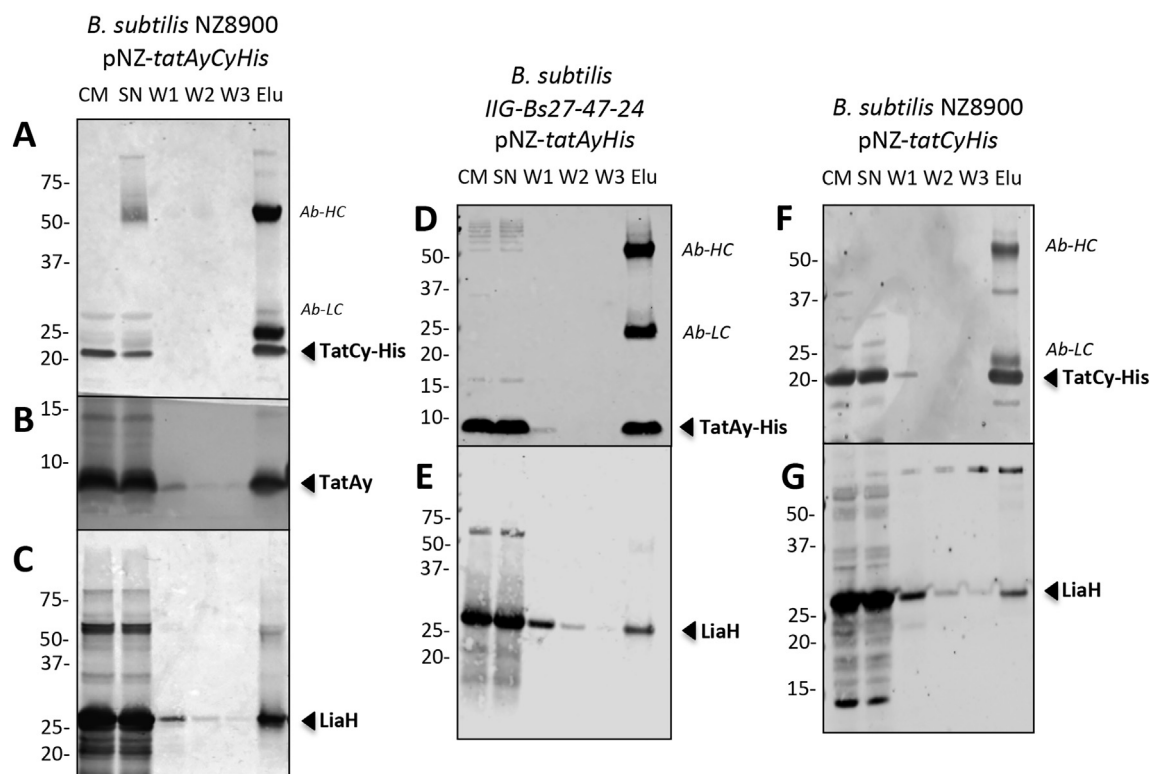 B. subtilis NZ8900
pNZ-tatAyCyHis
CM SN W1 W2 W3 Elu
A
75-
50-
37-
25-
20-
Ab-HC
Ab-LC
TatCy-His
B
15-
10-
TatAy
C
75-
50-
37-
25-
20-
LiaH
B. subtilis
IIG-Bs27-47-24
pNZ-tatAyHis
CM SN W1 W2 W3 Elu
D
50-
37-
25-
20-
15-
10-
Ab-HC
Ab-LC
TatAy-His
E
75-
50-
37-
25-
20-
LiaH
B. subtilis NZ8900
pNZ-tatCyHis
CM SN W1 W2 W3 Elu
F
50-
37-
25-
20-
Ab-HC
Ab-LC
TatCy-His
G
50-
37-
25-
20-
15-
LiaH